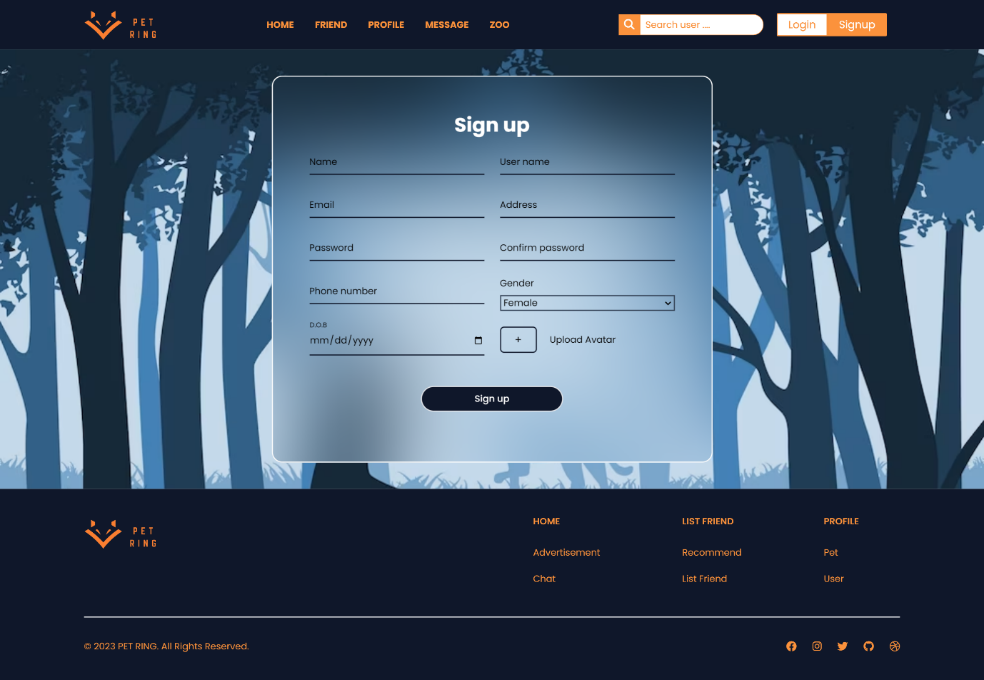 PET
RING
HOME FRIEND PROFILE MESSAGE ZOO
Search user ....
Login Signup
Sign up
Name User name
Email Address
Password Confirm password
Phone number
Gender
Female
D.O.B
mm/dd/yyyy
+ Upload Avatar
Sign up
PET
RING
HOME LIST FRIEND PROFILE
Advertisement Recommend Pet
Chat List Friend User
© 2023 PET RING. All Rights Reserved.